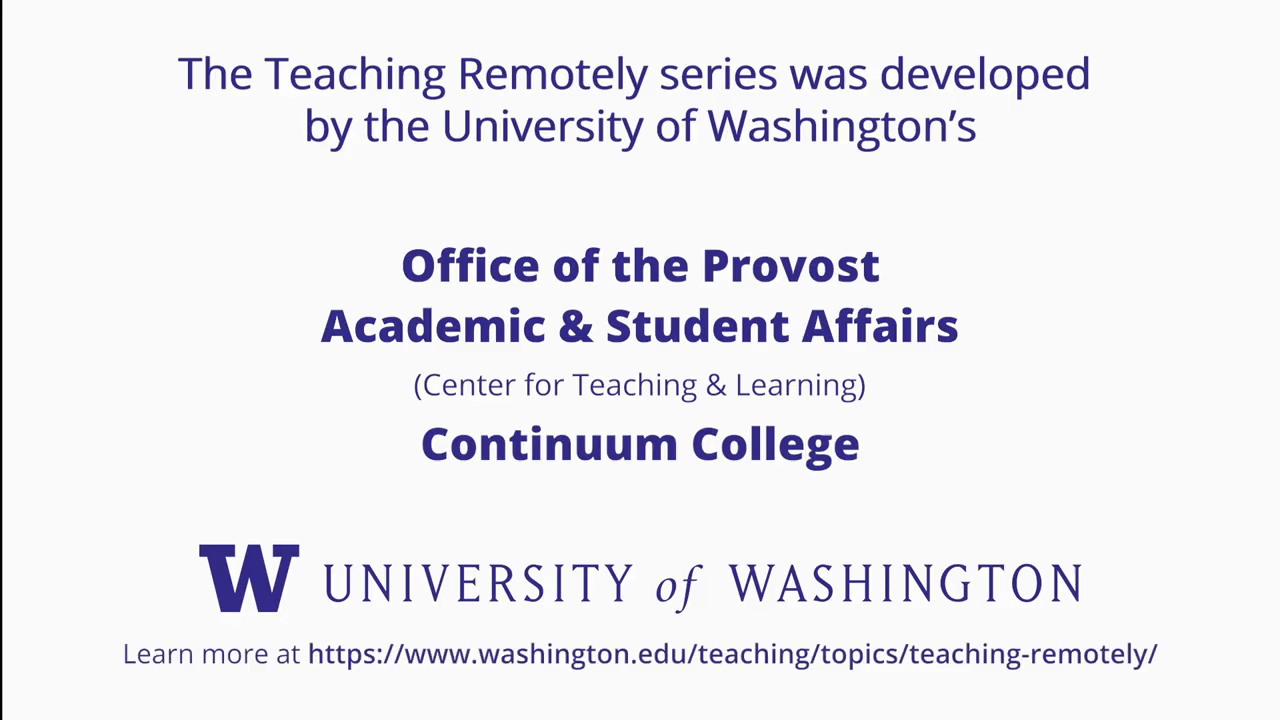 The Teaching Remotely series was developed
by the University of Washington’s
Office of the Provost
Academic & Student Affairs
(Center for Teaching & Learning)
Continuum College
W UNIVERSITY of WASHINGTON
Learn more at https://www.washington.edu/teaching/topics/teaching-remotely/